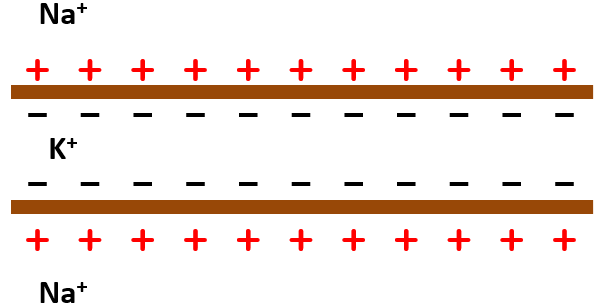 Na⁺
+ + + + + + + + + + +
− − − − − − − − − − −
K⁺
− − − − − − − − − − −
+ + + + + + + + + + +
Na⁺